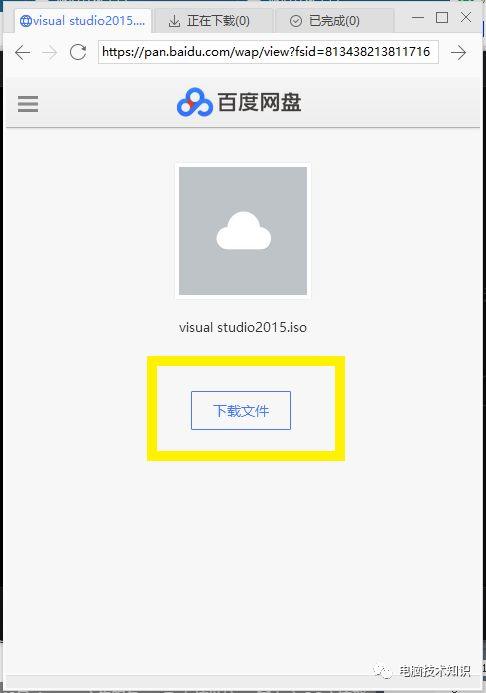 visual studio2015....
正在下载(0)
已完成(0)
https://pan.baidu.com/wap/view?fsid=813438213811716
百度网盘
visual studio2015.iso
下载文件
电脑技术知识